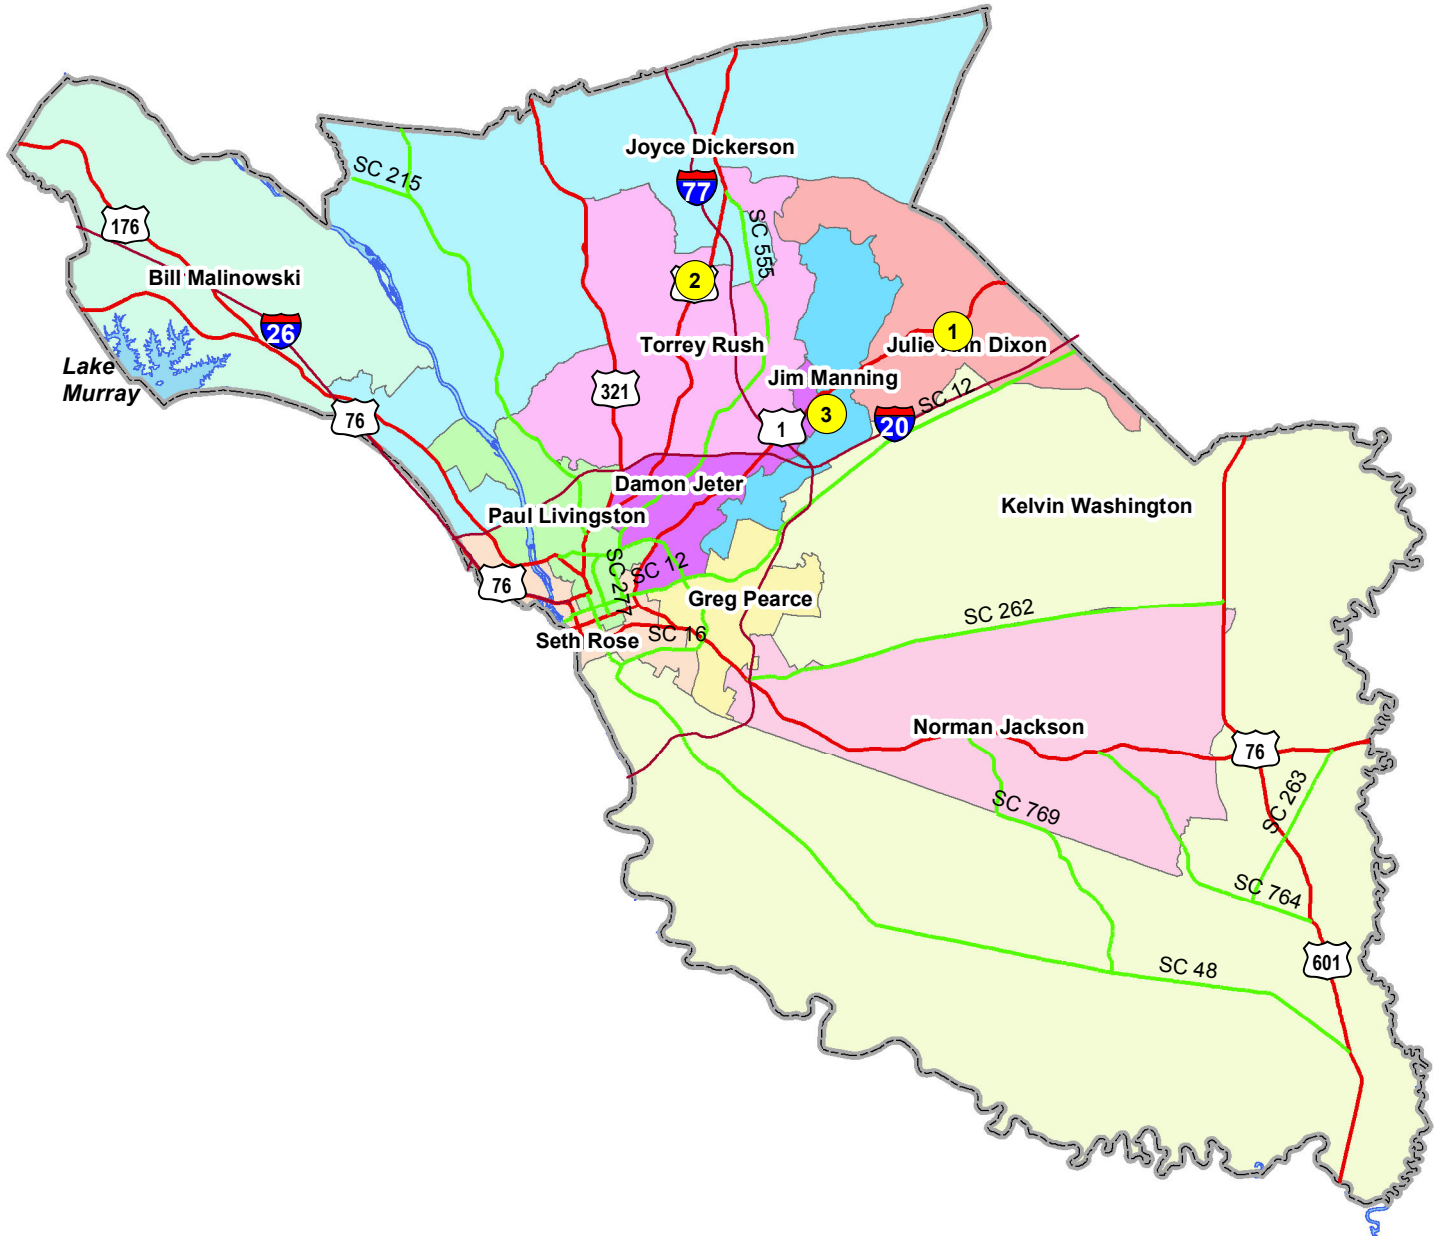 Joyce Dickerson
SC 215
77
176
SC 555
Bill Malinowski
2
26
1
Torrey Rush
Julie Ann Dixon
Lake
Murray
Jim Manning
321
SC 12
76
3
1
20
Damon Jeter
Kelvin Washington
Paul Livingston
SC 277
SC 12
76
Greg Pearce
SC 262
Seth Rose
SC 16
Norman Jackson
76
SC 769
SC 263
SC 764
601
SC 48